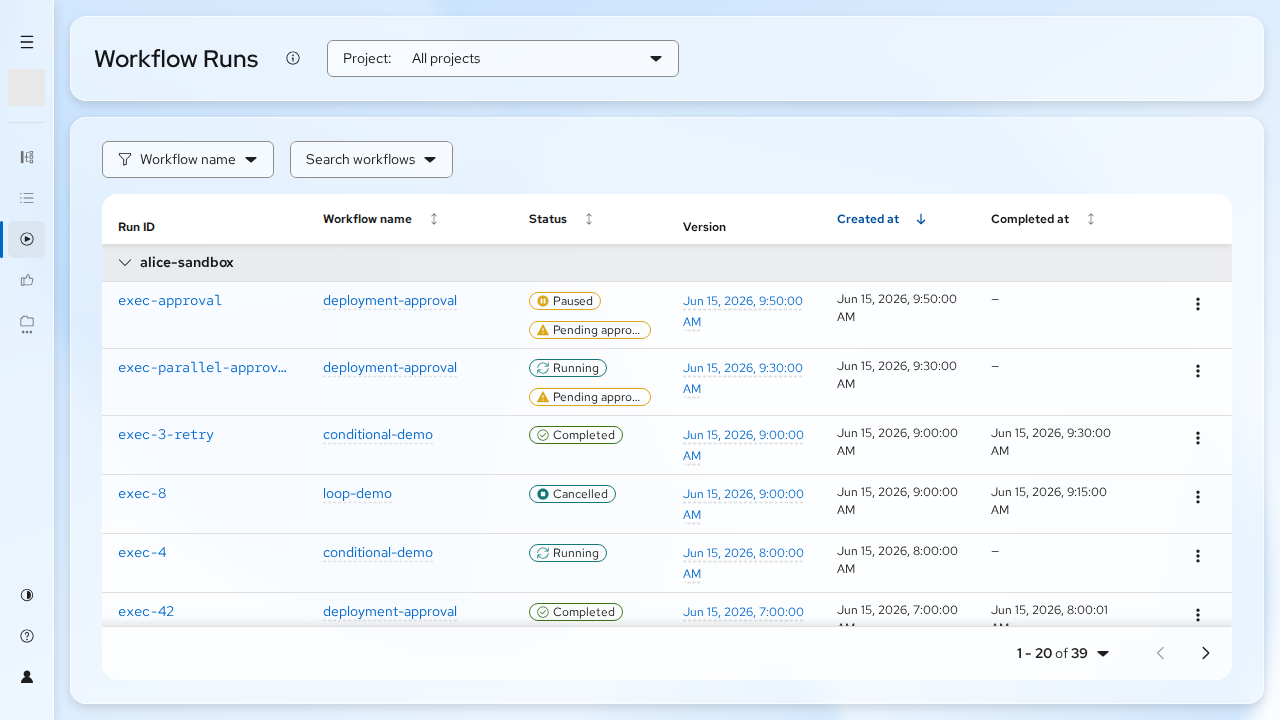 Workflow Runs
Project: All projects
Workflow name
Search workflows
Run ID
Workflow name
Status
Version
Created at
Completed at
alice-sandbox
exec-approval
deployment-approval
Paused
Pending appro...
Jun 15, 2026, 9:50:00
AM
Jun 15, 2026, 9:50:00
AM
—
exec-parallel-approv…
deployment-approval
Running
Pending appro...
Jun 15, 2026, 9:30:00
AM
Jun 15, 2026, 9:30:00
AM
—
exec-3-retry
conditional-demo
Completed
Jun 15, 2026, 9:00:00
AM
Jun 15, 2026, 9:00:00
AM
Jun 15, 2026, 9:30:00
AM
exec-8
loop-demo
Cancelled
Jun 15, 2026, 9:00:00
AM
Jun 15, 2026, 9:00:00
AM
Jun 15, 2026, 9:15:00
AM
exec-4
conditional-demo
Running
Jun 15, 2026, 8:00:00
AM
Jun 15, 2026, 8:00:00
AM
—
exec-42
deployment-approval
Completed
Jun 15, 2026, 7:00:00
Jun 15, 2026, 7:00:00
Jun 15, 2026, 8:00:01
1 - 20 of 39